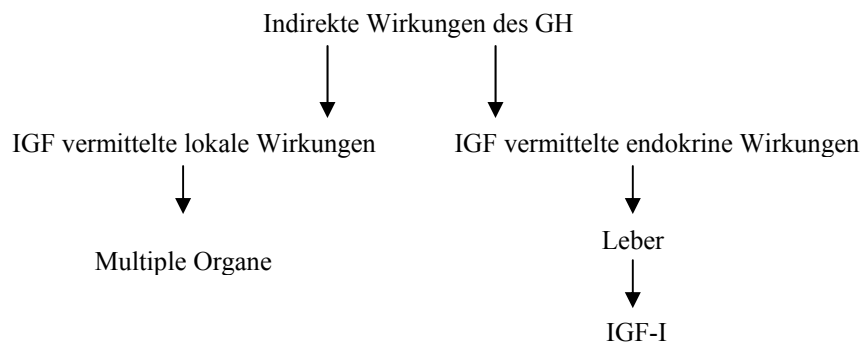 Indirekte Wirkungen des GH
IGF vermittelte lokale Wirkungen
IGF vermittelte endokrine Wirkungen
Multiple Organe
Leber
IGF-I